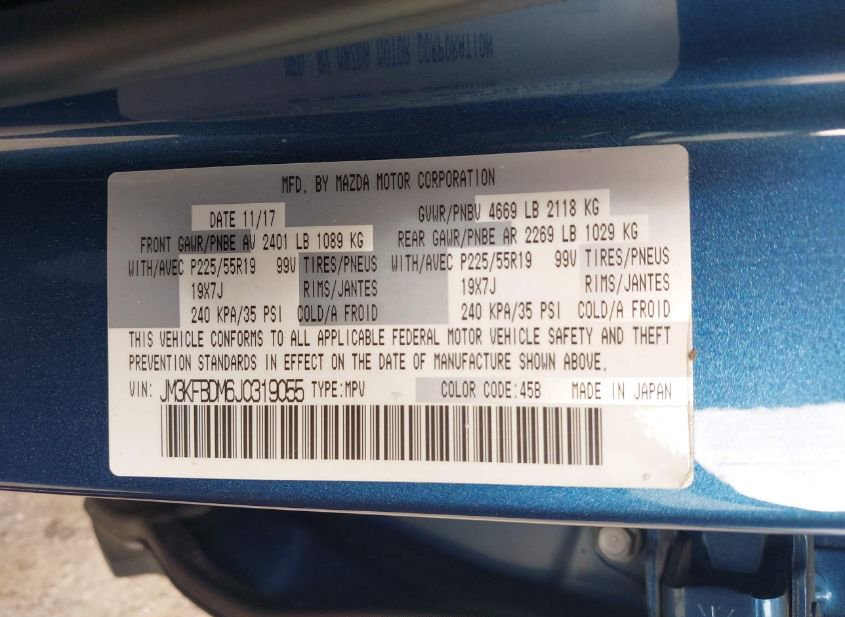 MFD. BY MAZDA MOTOR CORPORATION
DATE 11/17 GVWR/PNBV 4669 LB 2118 KG
FRONT GAWR/PNBE AV 2401 LB 1089 KG REAR GAWR/PNBE AR 2269 LB 1029 KG
WITH/AVEC P225/55R19 99V TIRES/PNEUS WITH/AVEC P225/55R19 99V TIRES/PNEUS
19X7J RIMS/JANTES 19X7J RIMS/JANTES
240 KPA/35 PSI COLD/A FROID 240 KPA/35 PSI COLD/A FROID
THIS VEHICLE CONFORMS TO ALL APPLICABLE FEDERAL MOTOR VEHICLE SAFETY AND THEFT
PREVENTION STANDARDS IN EFFECT ON THE DATE OF MANUFACTURE SHOWN ABOVE.
VIN: JM3KFBDM6J0319055 TYPE:MPV COLOR CODE:45B MADE IN JAPAN